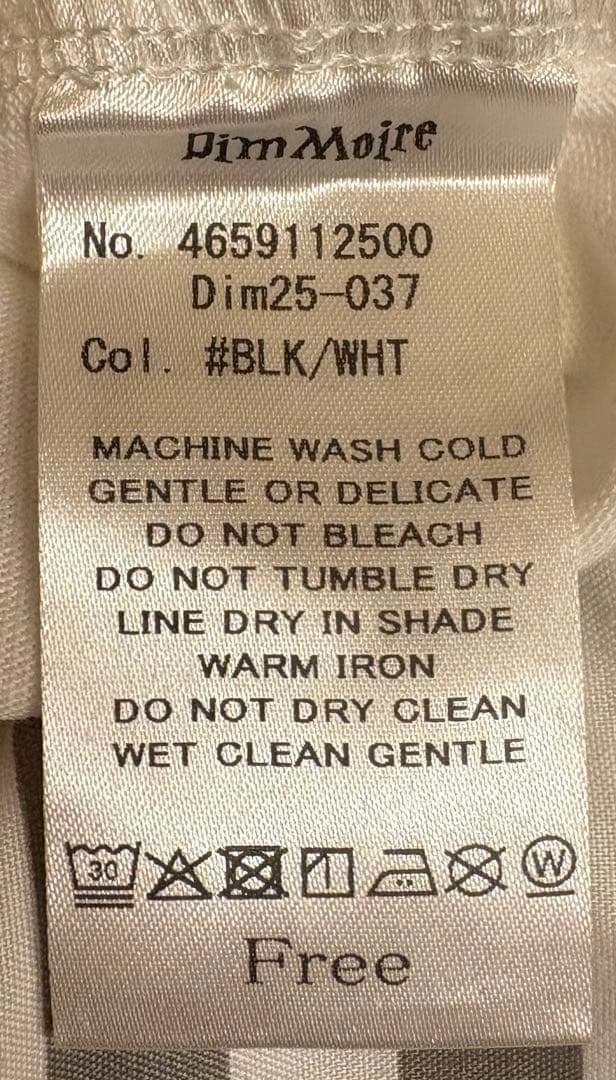 Dim Moire
No. 4659112500
Dim25-037
Col. #BLK/WHT
MACHINE WASH COLD
GENTLE OR DELICATE
DO NOT BLEACH
DO NOT TUMBLE DRY
LINE DRY IN SHADE
WARM IRON
DO NOT DRY CLEAN
WET CLEAN GENTLE
30 W
Free